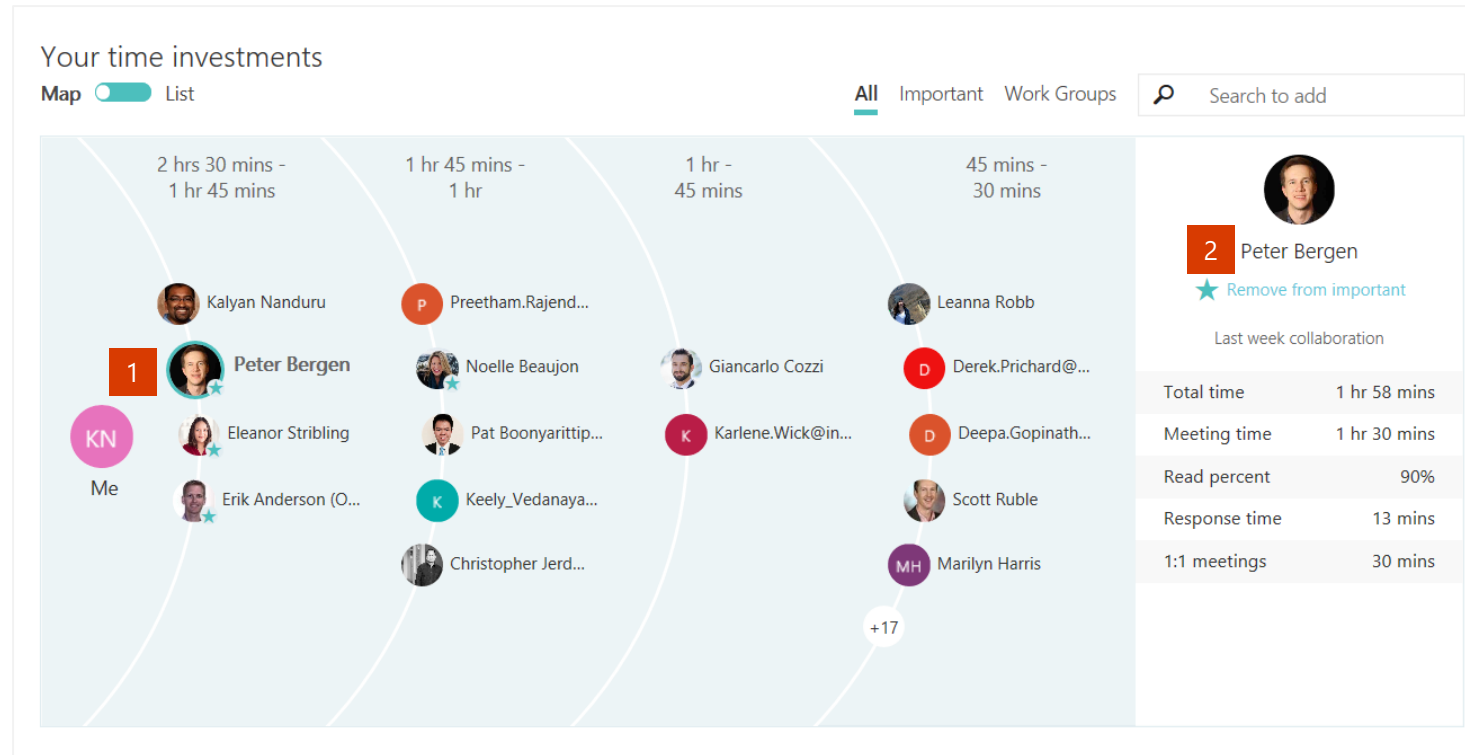 Your time investments
Map List All Important Work Groups Search to add
2 hrs 30 mins -
1 hr 45 mins
1 hr 45 mins -
1 hr
1 hr -
45 mins
45 mins -
30 mins
Kalyan Nanduru
1 Peter Bergen
Eleanor Stribling
Erik Anderson (O...
KN
Me
P Preetham.Rajend...
Noelle Beaujon
Pat Boonyarittip...
K Keely_Vedanaya...
Christopher Jerd...
Giancarlo Cozzi
K Karlene.Wick@in...
Leanna Robb
D Derek.Prichard@...
D Deepa.Gopinath...
Scott Ruble
MH Marilyn Harris
+17
2 Peter Bergen
Remove from important
Last week collaboration
Total time 1 hr 58 mins
Meeting time 1 hr 30 mins
Read percent 90%
Response time 13 mins
1:1 meetings 30 mins